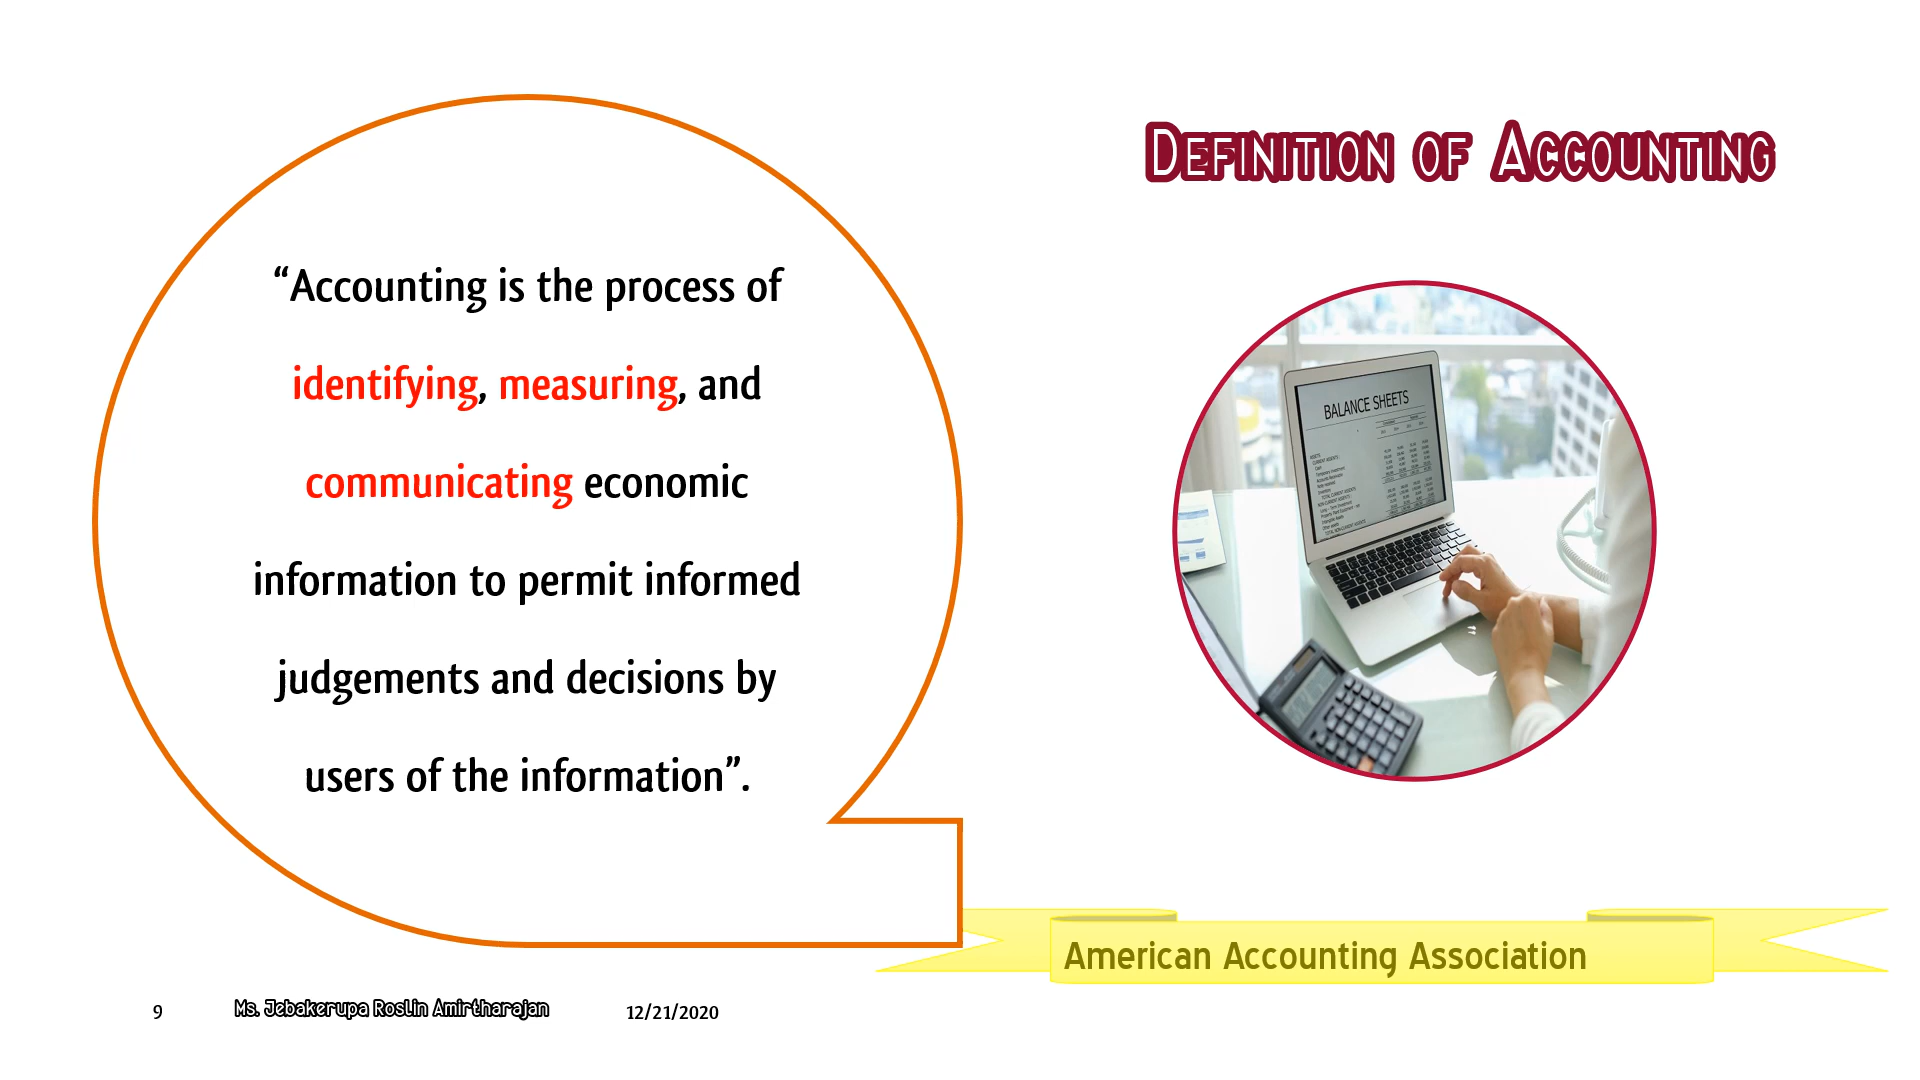 Definition of Accounting
“Accounting is the process of
identifying, measuring, and
communicating economic
information to permit informed
judgements and decisions by
users of the information”.
BALANCE SHEETS
American Accounting Association
9
Ms. Jebakerupa Roslin Amirtharajan
12/21/2020